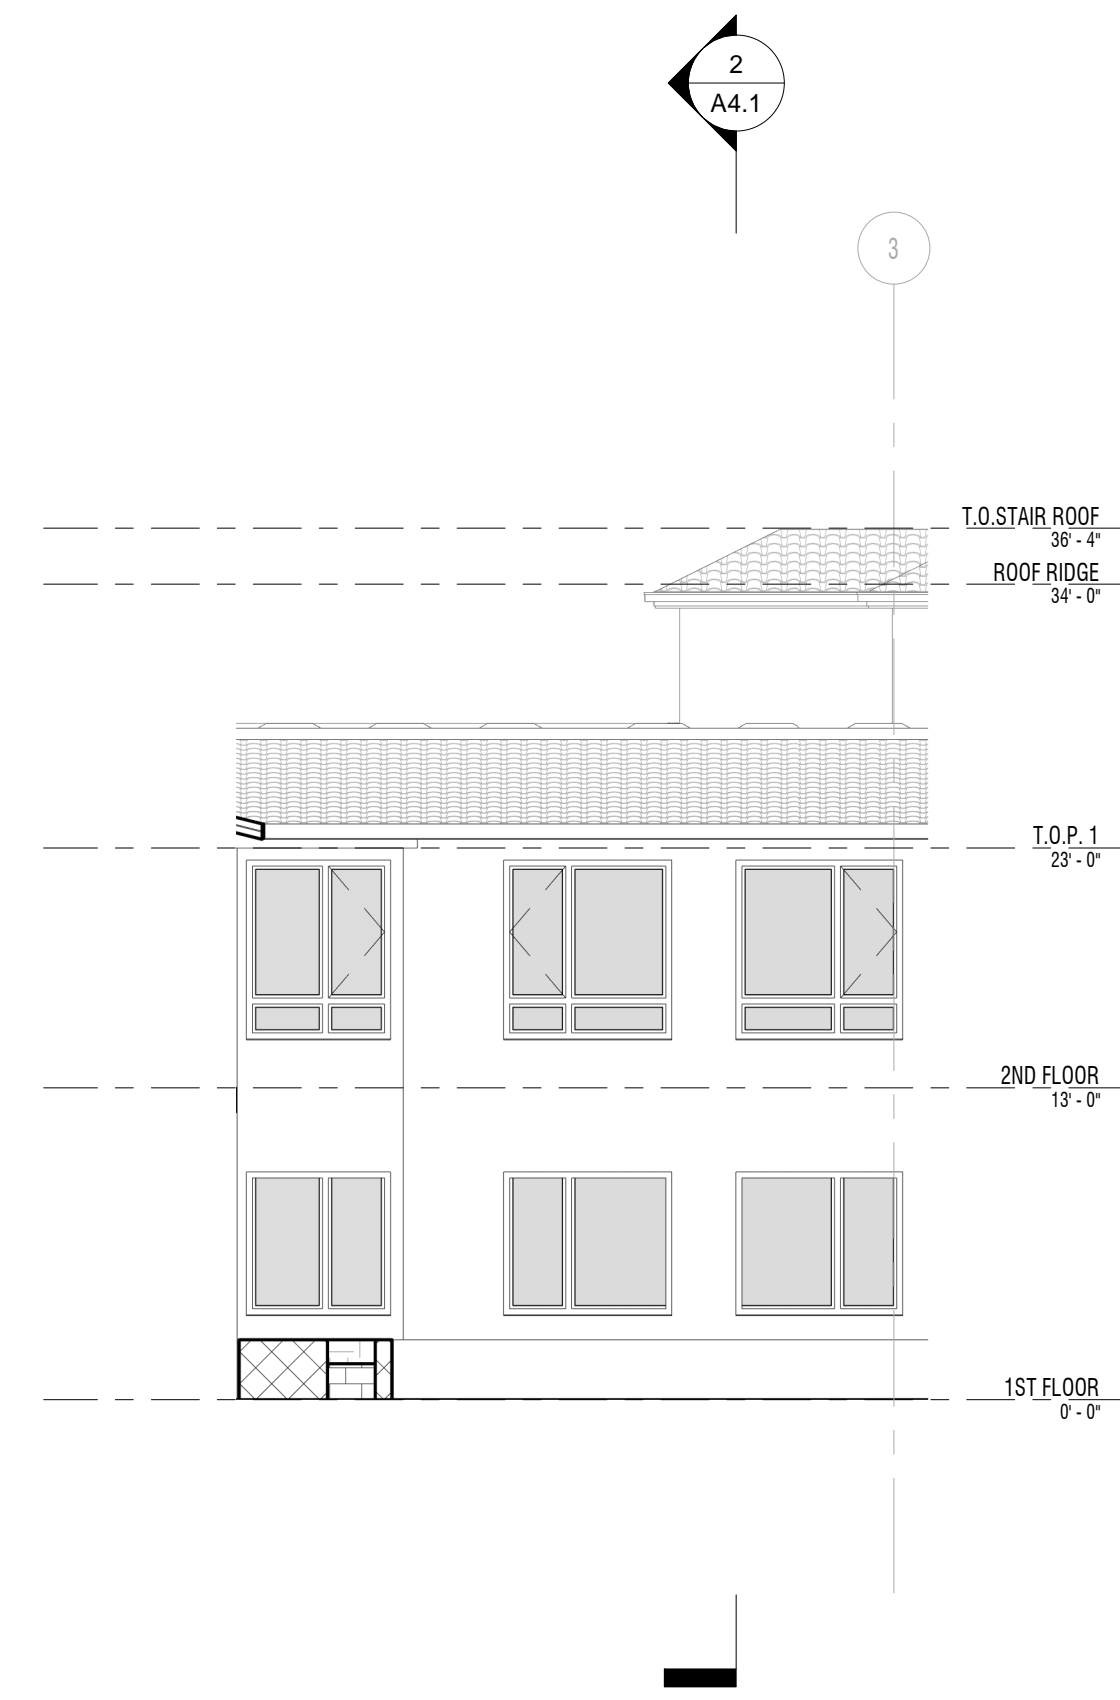 2
A4.1
3
T.O.STAIR ROOF
36' - 4"
ROOF RIDGE
34' - 0"
T.O.P. 1
23' - 0"
2ND FLOOR
13' - 0"
1ST FLOOR
0' - 0"